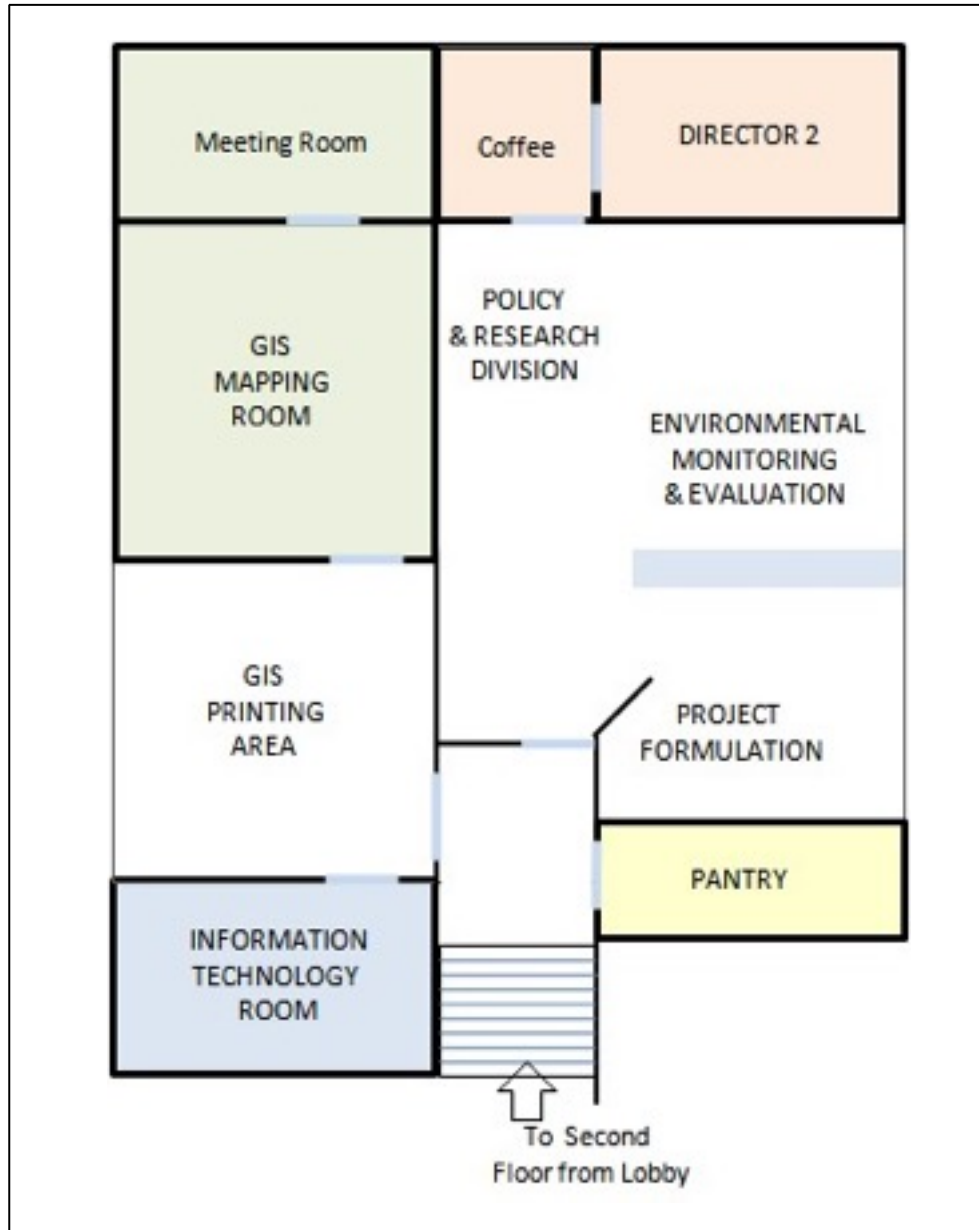 Meeting Room
Coffee
DIRECTOR 2
POLICY
& RESEARCH
DIVISION
GIS
MAPPING
ROOM
ENVIRONMENTAL
MONITORING
& EVALUATION
GIS
PRINTING
AREA
PROJECT
FORMULATION
PANTRY
INFORMATION
TECHNOLOGY
ROOM
To Second
Floor from Lobby